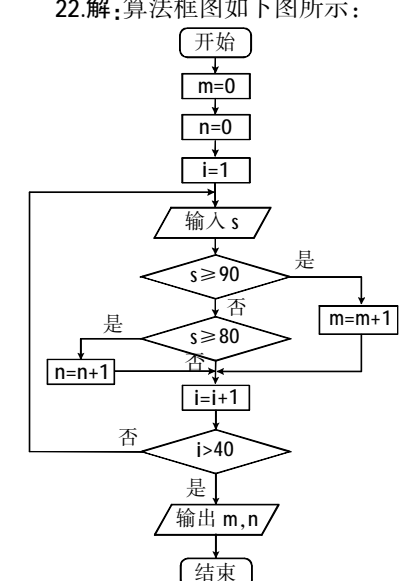 22.解:算法框图如下图所示:
开始
m=0
n=0
i=1
输入 s
s≥90
是
否
m=m+1
是
s≥80
n=n+1
否
i=i+1
否
i>40
是
输出 m,n
结束